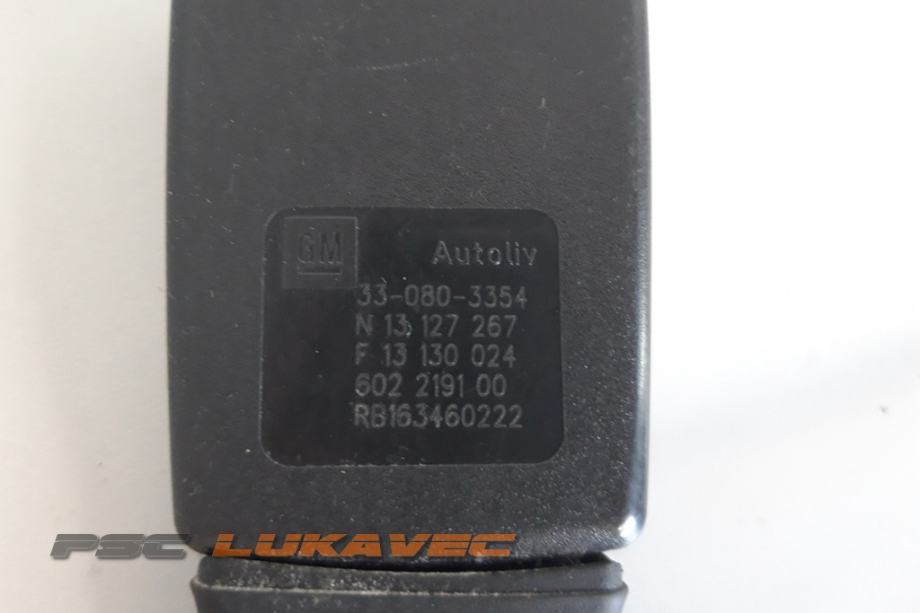 GM Autoliv
33-080-3354
N 13 127 267
F 13 130 024
602 2191 00
RB163460222
PSC LUKAVEC